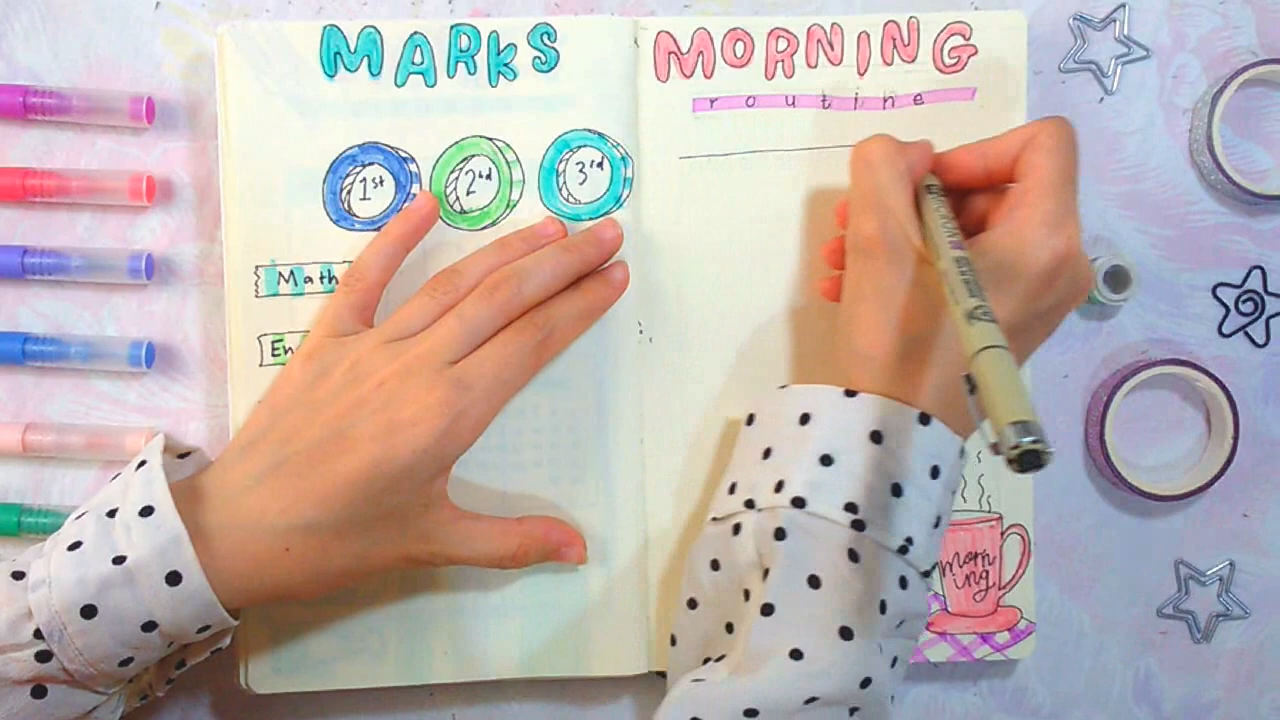 MARKS
1st 2nd 3rd
Math
En
MORNING
routine
morn
ing